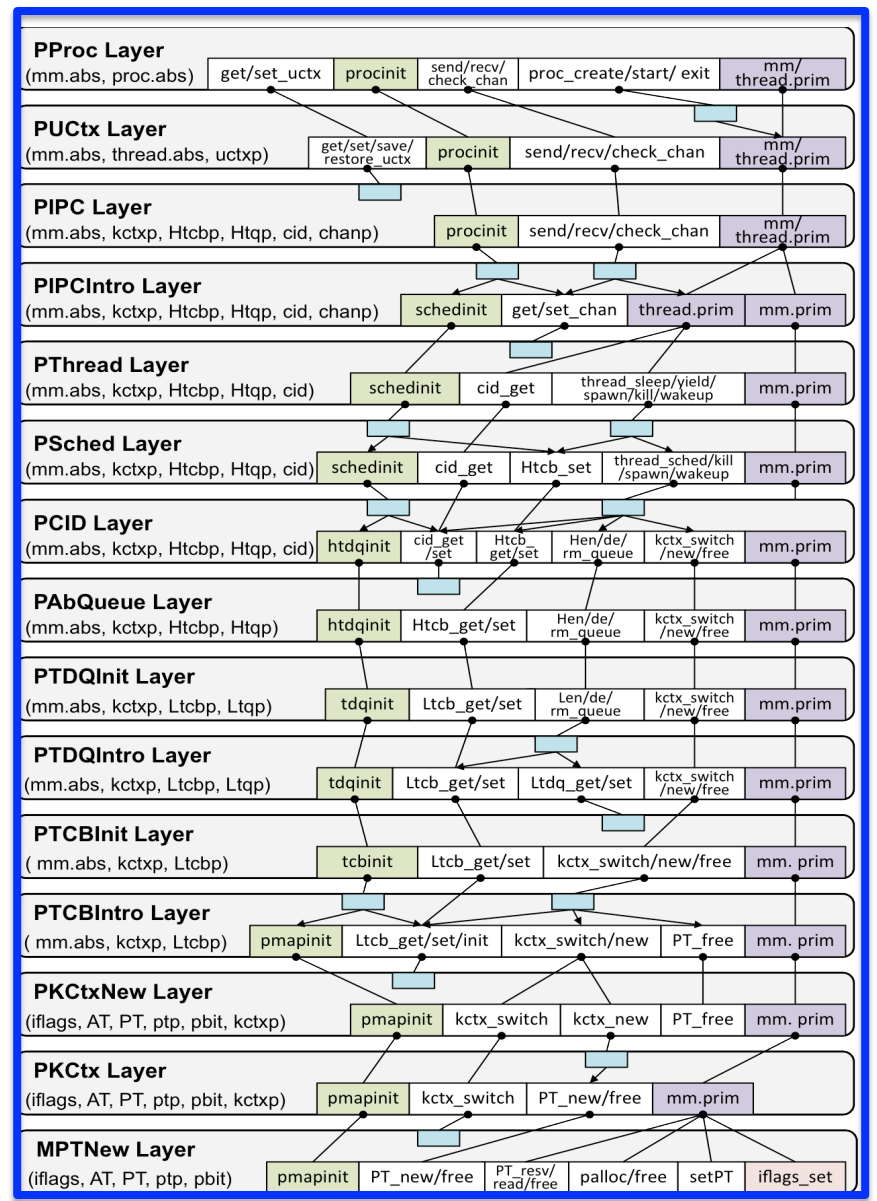 PProc Layer
(mm.abs, proc.abs)
get/set_uctx
procinit
send/recv/
check_chan
proc_create/start/ exit
mm/
thread.prim
PUCtx Layer
(mm.abs, thread.abs, uctxp)
get/set/save/
restore_uctx
procinit
send/recv/check_chan
mm/
thread.prim
PIPC Layer
(mm.abs, kctxp, Htcbp, Htqp, cid, chanp)
procinit
send/recv/check_chan
mm/
thread.prim
PIPCIntro Layer
(mm.abs, kctxp, Htcbp, Htqp, cid, chanp)
schedinit
get/set_chan
thread.prim
mm.prim
PThread Layer
(mm.abs, kctxp, Htcbp, Htqp, cid)
schedinit
cid_get
thread_sleep/yield/
spawn/kill/wakeup
mm.prim
PSched Layer
(mm.abs, kctxp, Htcbp, Htqp, cid)
schedinit
cid_get
Htcb_set
thread_sched/kill
/spawn/wakeup
mm.prim
PCID Layer
(mm.abs, kctxp, Htcbp, Htqp, cid)
htdqinit
cid_get
/set
Htcb_
get/set
Hen/de/
rm_queue
kctx_switch
/new/free
mm.prim
PAbQueue Layer
(mm.abs, kctxp, Htcbp, Htqp)
htdqinit
Htcb_get/set
Hen/de/
rm_queue
kctx_switch
/new/free
mm.prim
PTDQInit Layer
(mm.abs, kctxp, Ltcbp, Ltqp)
tdqinit
Ltcb_get/set
Len/de/
rm_queue
kctx_switch
/new/free
mm.prim
PTDQIntro Layer
(mm.abs, kctxp, Ltcbp, Ltqp)
tdqinit
Ltcb_get/set
Ltdq_get/set
kctx_switch
/new/free
mm.prim
PTCBInit Layer
( mm.abs, kctxp, Ltcbp)
tcbinit
Ltcb_get/set
kctx_switch/new/free
mm. prim
PTCBIntro Layer
( mm.abs, kctxp, Ltcbp)
pmapinit
Ltcb_get/set/init
kctx_switch/new
PT_free
mm. prim
PKCtxNew Layer
(iflags, AT, PT, ptp, pbit, kctxp)
pmapinit
kctx_switch
kctx_new
PT_free
mm. prim
PKCtx Layer
(iflags, AT, PT, ptp, pbit, kctxp)
pmapinit
kctx_switch
PT_new/free
mm.prim
MPTNew Layer
(iflags, AT, PT, ptp, pbit)
pmapinit
PT_new/free
PT_resv/
read/free
palloc/free
setPT
iflags_set